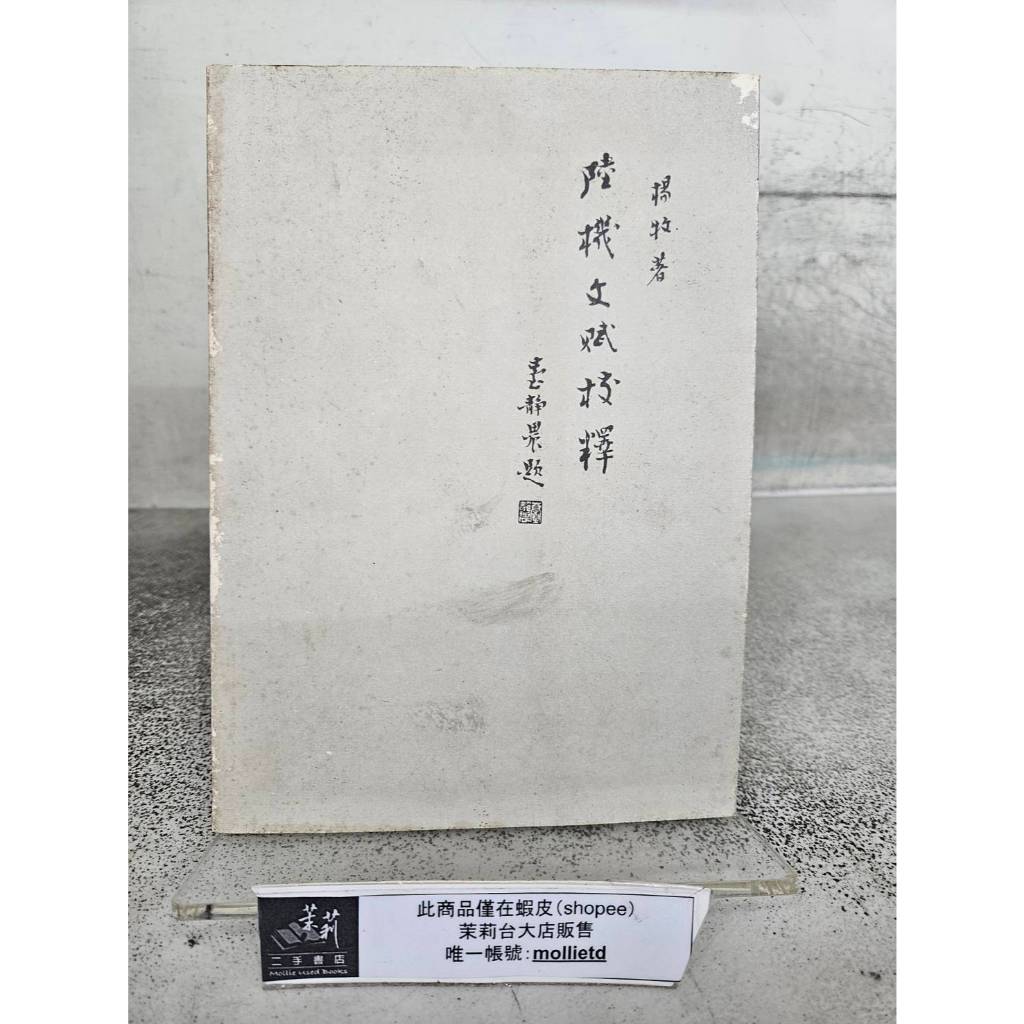 楊牧著
陸機文賦校釋
臺靜農題
茉莉
二手書店
Mollie Used Books
此商品僅在蝦皮(shopee)
茉莉台大店販售
唯一帳號:mollietd